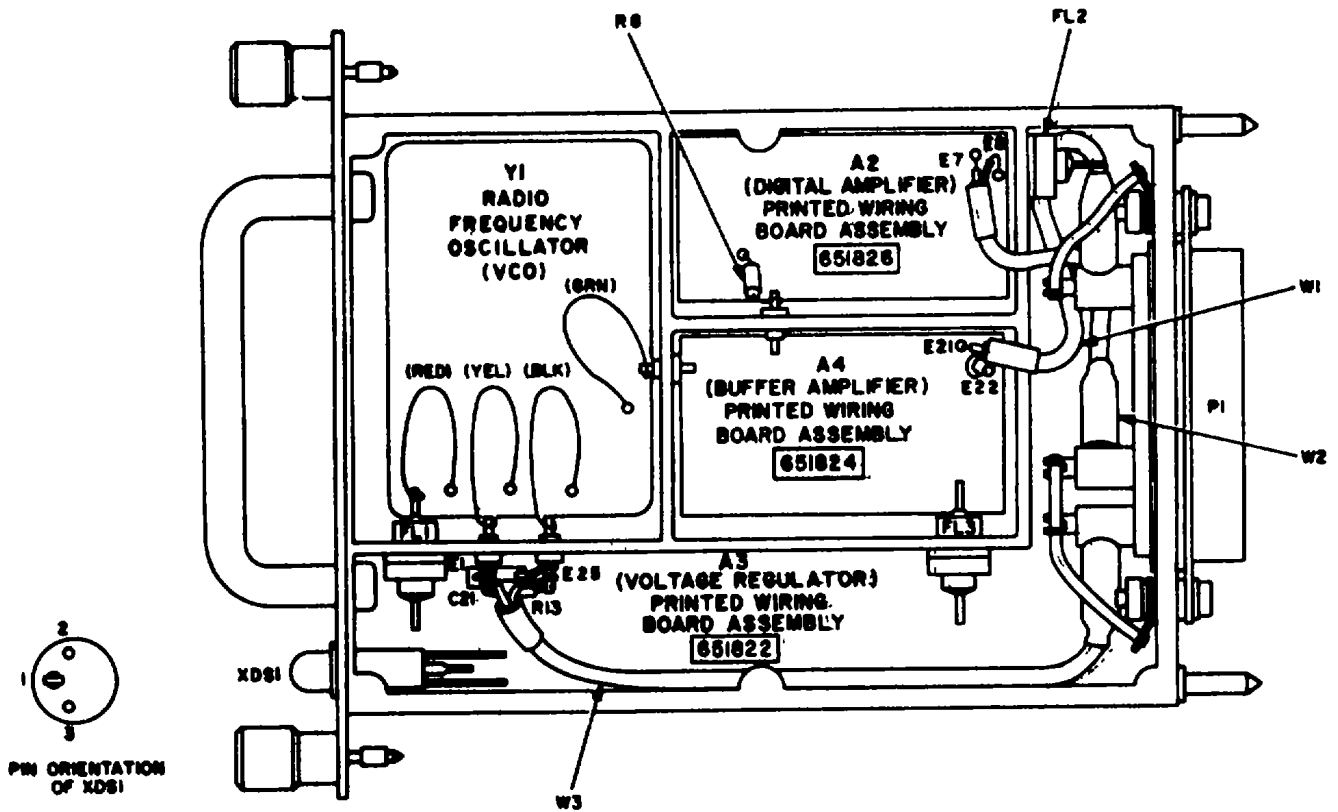 R8
FL2
Y1
RADIO
FREQUENCY
OSCILLATOR
(VCO)
(GRN)
(RED) (YEL) (BLK)
A2
(DIGITAL AMPLIFIER)
PRINTED WIRING
BOARD ASSEMBLY
651826
E7
E8
W1
A4
(BUFFER AMPLIFIER)
PRINTED WIRING
BOARD ASSEMBLY
651824
E21
E22
P1
W2
FL1
FL3
E1
C21
E25
R13
A3
(VOLTAGE REGULATOR)
PRINTED WIRING
BOARD ASSEMBLY
651822
XDS1
2
1
3
PIN ORIENTATION
OF XDS1
W3